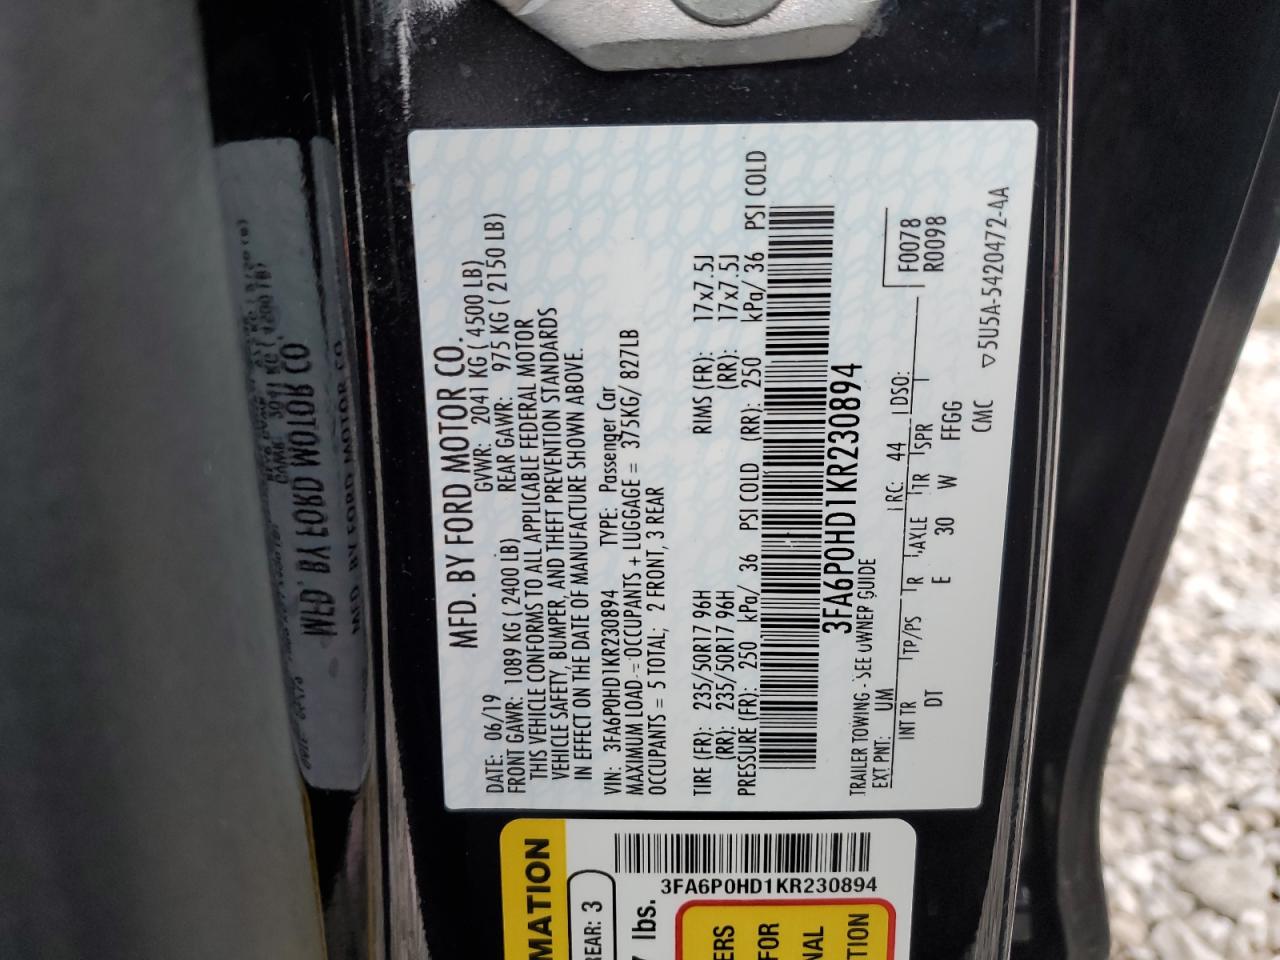 MFD. BY FORD MOTOR CO.
DATE: 06/19 GVWR: 2041 KG ( 4500 LB)
FRONT GAWR: 1089 KG ( 2400 LB) REAR GAWR: 975 KG ( 2150 LB)
THIS VEHICLE CONFORMS TO ALL APPLICABLE FEDERAL MOTOR
VEHICLE SAFETY, BUMPER, AND THEFT PREVENTION STANDARDS
IN EFFECT ON THE DATE OF MANUFACTURE SHOWN ABOVE.
VIN: 3FA6P0HD1KR230894 TYPE: Passenger Car
MAXIMUM LOAD = OCCUPANTS + LUGGAGE = 375KG/ 827LB
OCCUPANTS = 5 TOTAL; 2 FRONT, 3 REAR
TIRE (FR): 235/50R17 96H RIMS (FR): 17x7.5J
(RR): 235/50R17 96H (RR): 17x7.5J
PRESSURE (FR): 250 kPa/ 36 PSI COLD (RR): 250 kPa/ 36 PSI COLD
3FA6P0HD1KR230894
TRAILER TOWING - SEE OWNER GUIDE
F0078
R0098
EXT PNT: UM RC: 44 DSO:
INT TR TP/PS R AXLE TR SPR
DT E 30 W FFGG
CMC ▽5U5A-5420472-4A
MATION
REAR: 3
7 lbs.
3FA6P0HD1KR230894
ERS
FOR
NAL
TION